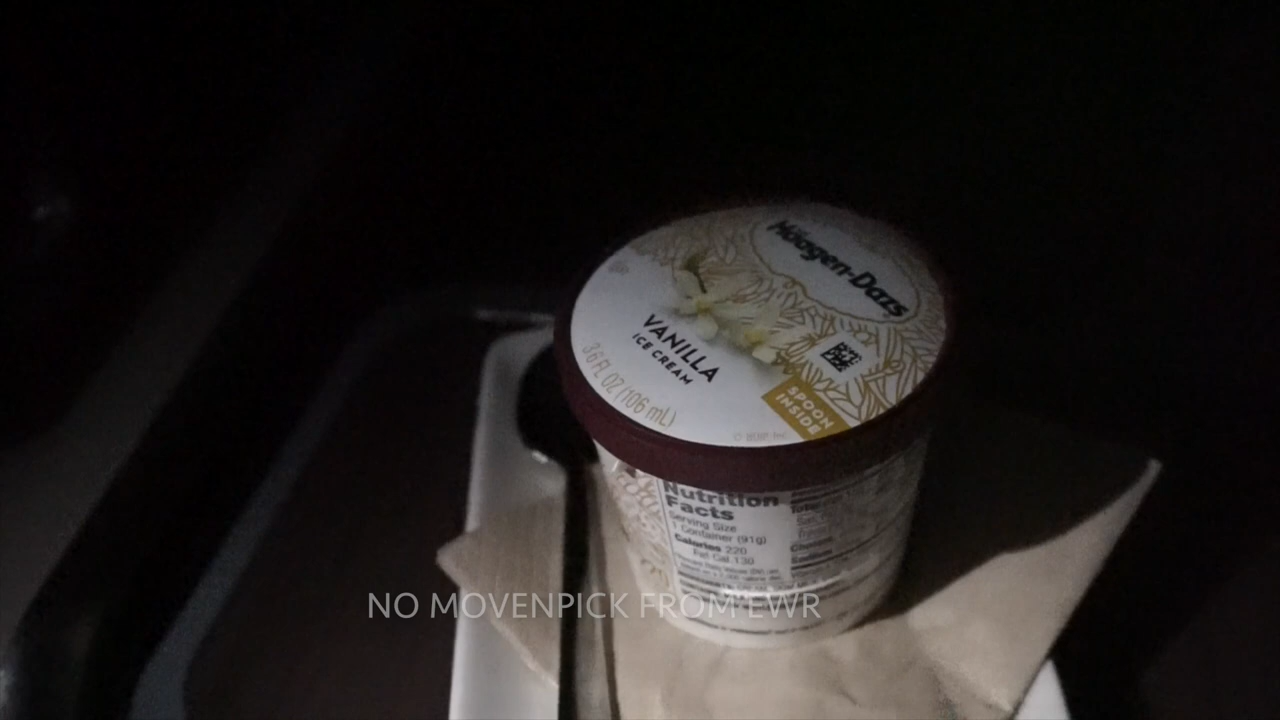 Häagen-Dazs
VANILLA
ICE CREAM
3.6 FL OZ (106 mL)
SPOON
INSIDE
Nutrition
Facts
Serving Size
1 Container (91g)
Calories 220
Fat Cal. 130
NO MOVENPICK FROM EWR